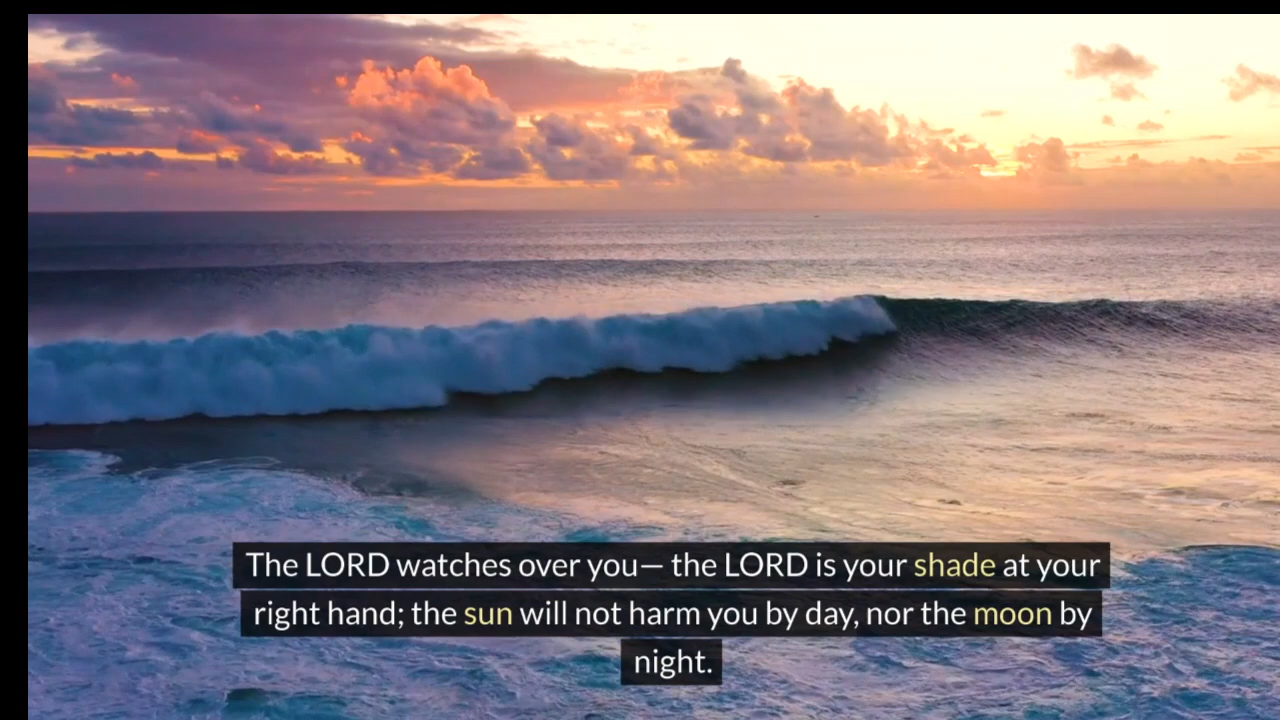 The LORD watches over you— the LORD is your shade at your
right hand; the sun will not harm you by day, nor the moon by
night.